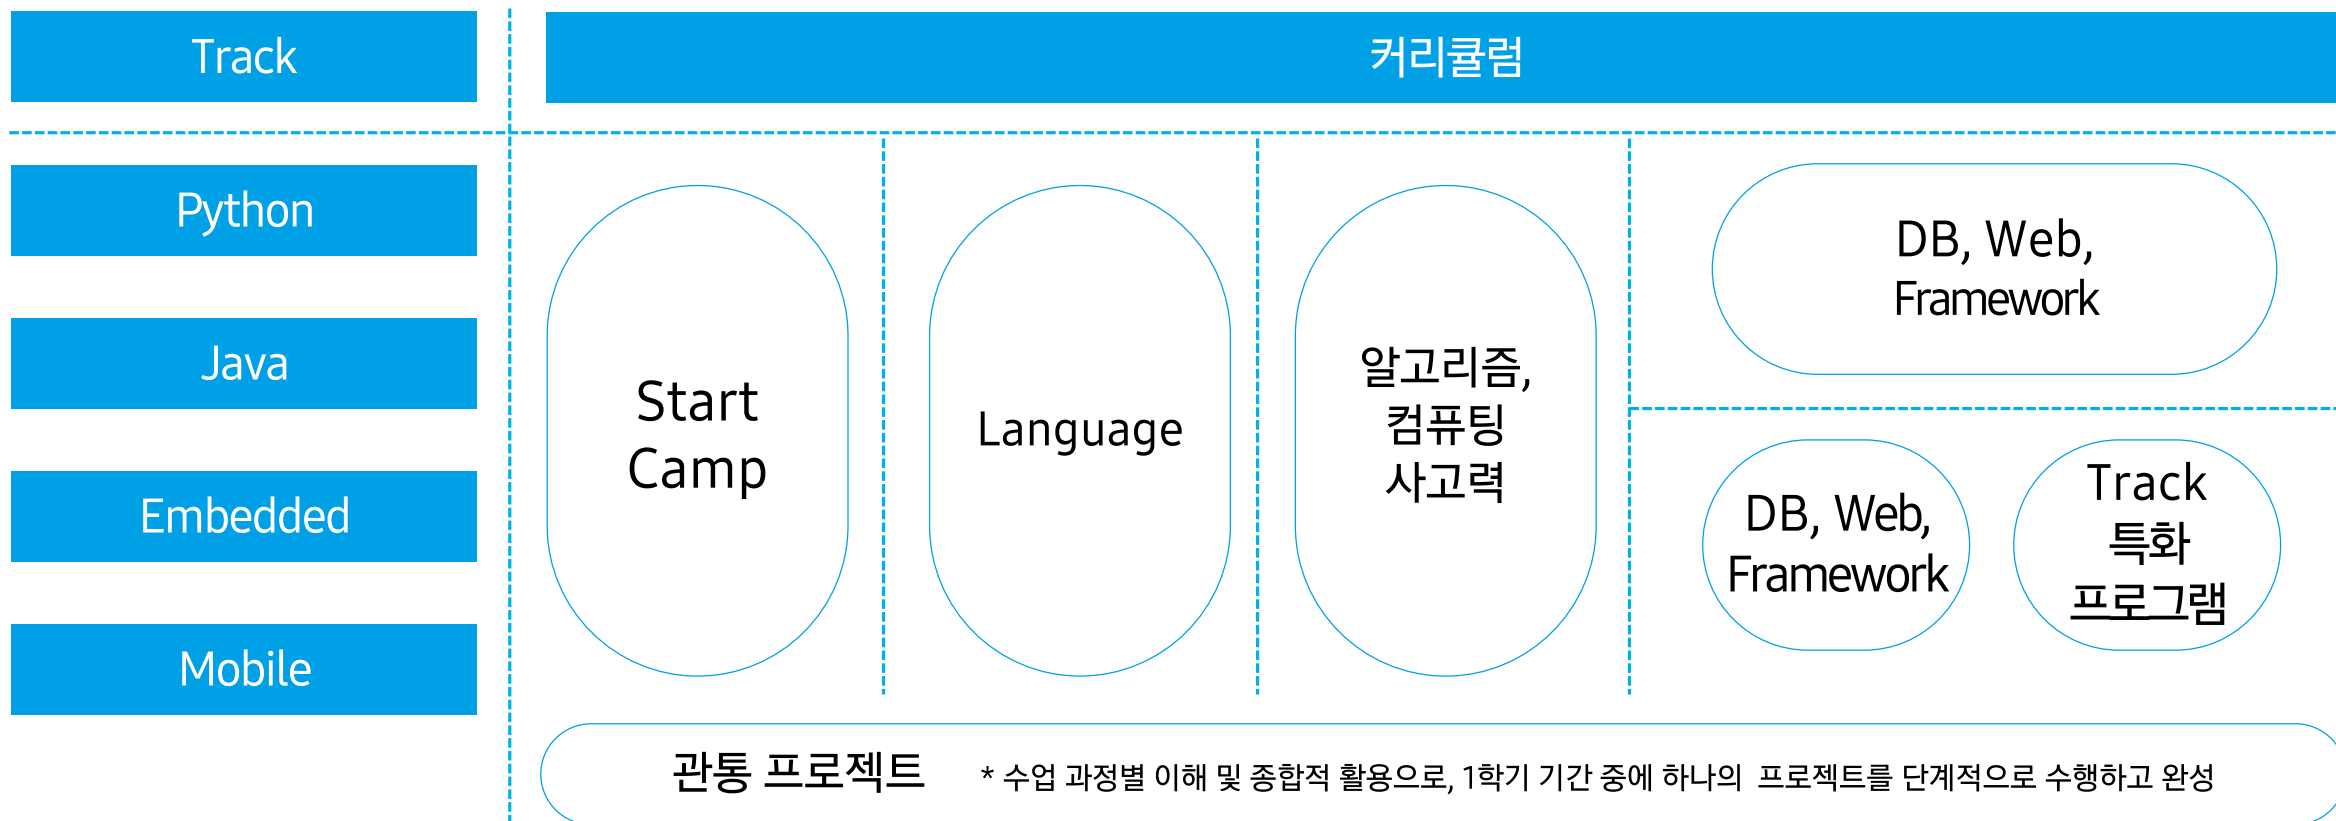 Track
커리큘럼
Python
Java
Embedded
Mobile
Start
Camp
Language
알고리즘,
컴퓨팅
사고력
DB, Web,
Framework
DB, Web,
Framework
Track
특화
프로그램
관통 프로젝트
* 수업 과정별 이해 및 종합적 활용으로, 1학기 기간 중에 하나의 프로젝트를 단계적으로 수행하고 완성